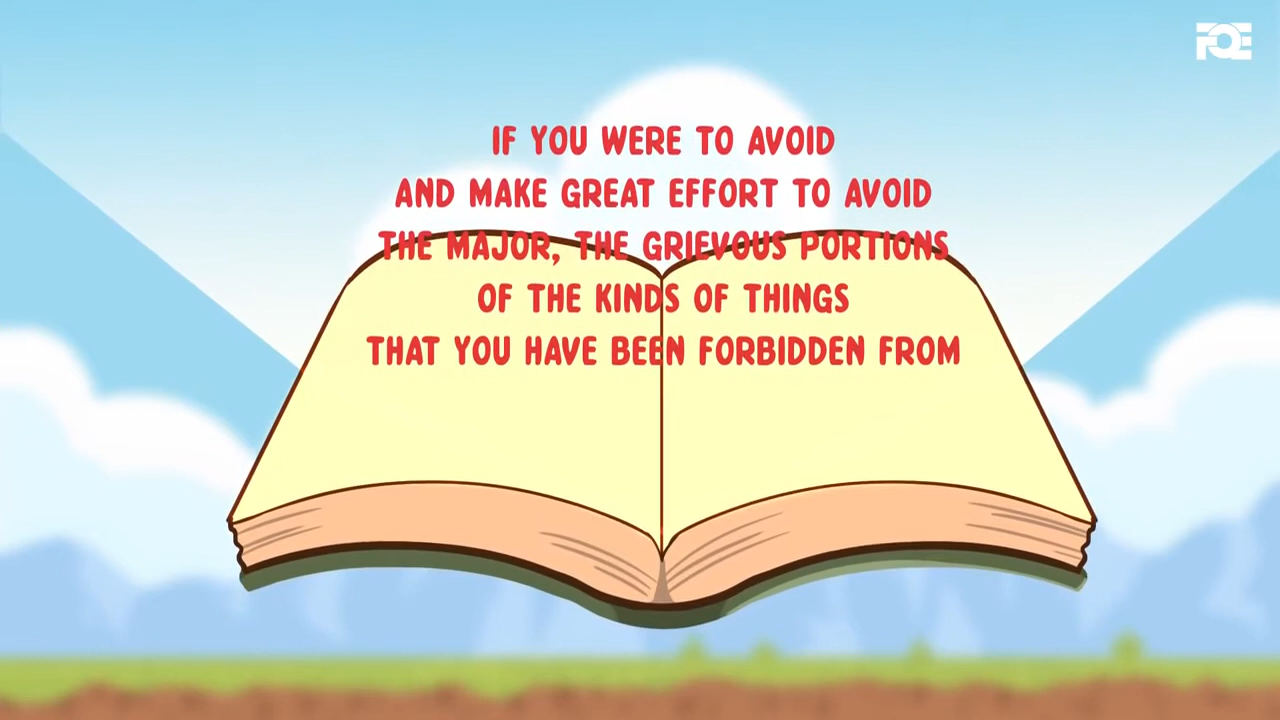 FQE
IF YOU WERE TO AVOID
AND MAKE GREAT EFFORT TO AVOID
THE MAJOR, THE GRIEVOUS PORTIONS
OF THE KINDS OF THINGS
THAT YOU HAVE BEEN FORBIDDEN FROM